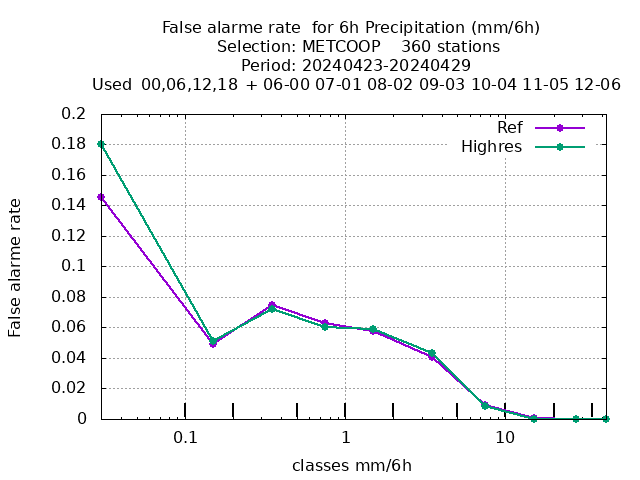 False alarme rate  for 6h Precipitation (mm/6h)
Selection: METCOOP    360 stations
Period: 20240423-20240429
Used  00,06,12,18  + 06-00 07-01 08-02 09-03 10-04 11-05 12-06
Ref
Highres
False alarme rate
0.2
0.18
0.16
0.14
0.12
0.1
0.08
0.06
0.04
0.02
0
0.1 1 10
classes mm/6h